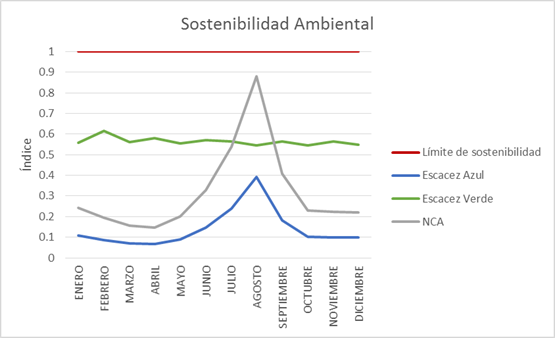 Sostenibilidad Ambiental
Índice
1
0.9
0.8
0.7
0.6
0.5
0.4
0.3
0.2
0.1
0
ENERO
FEBRERO
MARZO
ABRIL
MAYO
JUNIO
JULIO
AGOSTO
SEPTIEMBRE
OCTUBRE
NOVIEMBRE
DICIEMBRE
Límite de sostenibilidad
Escacez Azul
Escacez Verde
NCA